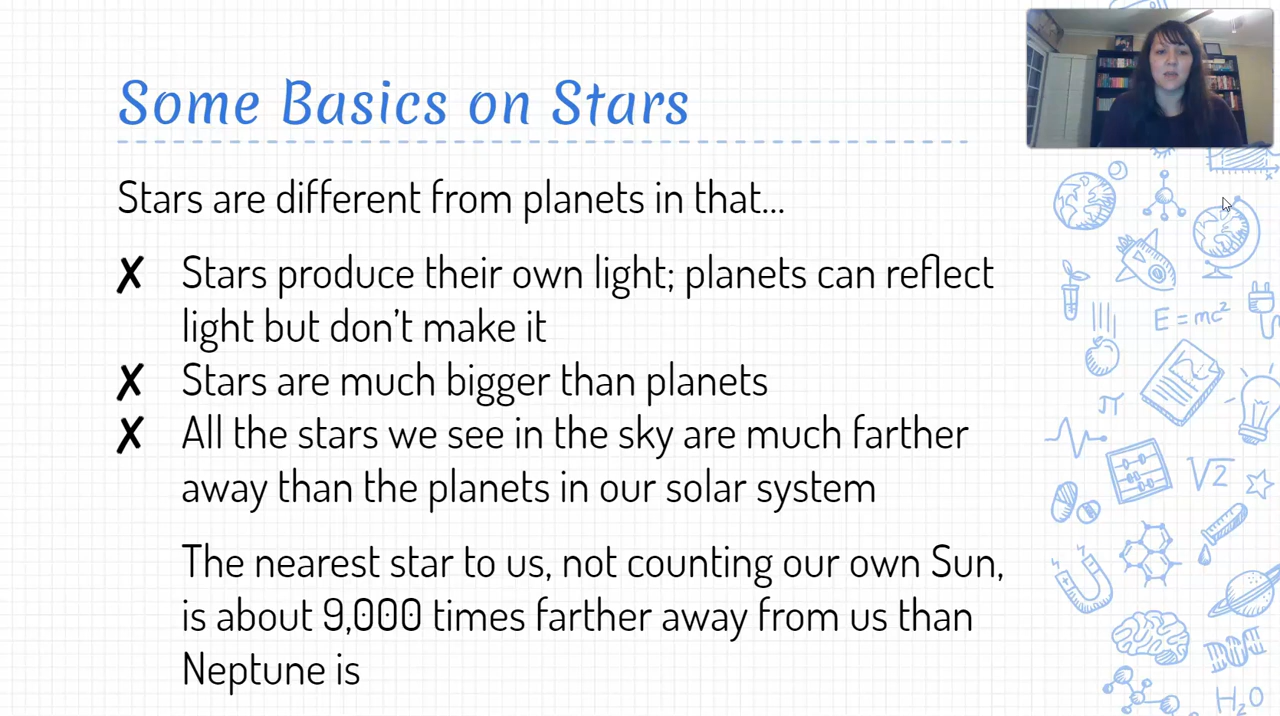 Some Basics on Stars
Stars are different from planets in that...
✗ Stars produce their own light; planets can reflect
light but don't make it
✗ Stars are much bigger than planets
✗ All the stars we see in the sky are much farther
away than the planets in our solar system
The nearest star to us, not counting our own Sun,
is about 9,000 times farther away from us than
Neptune is
E = mc²
π
√2
H₂O